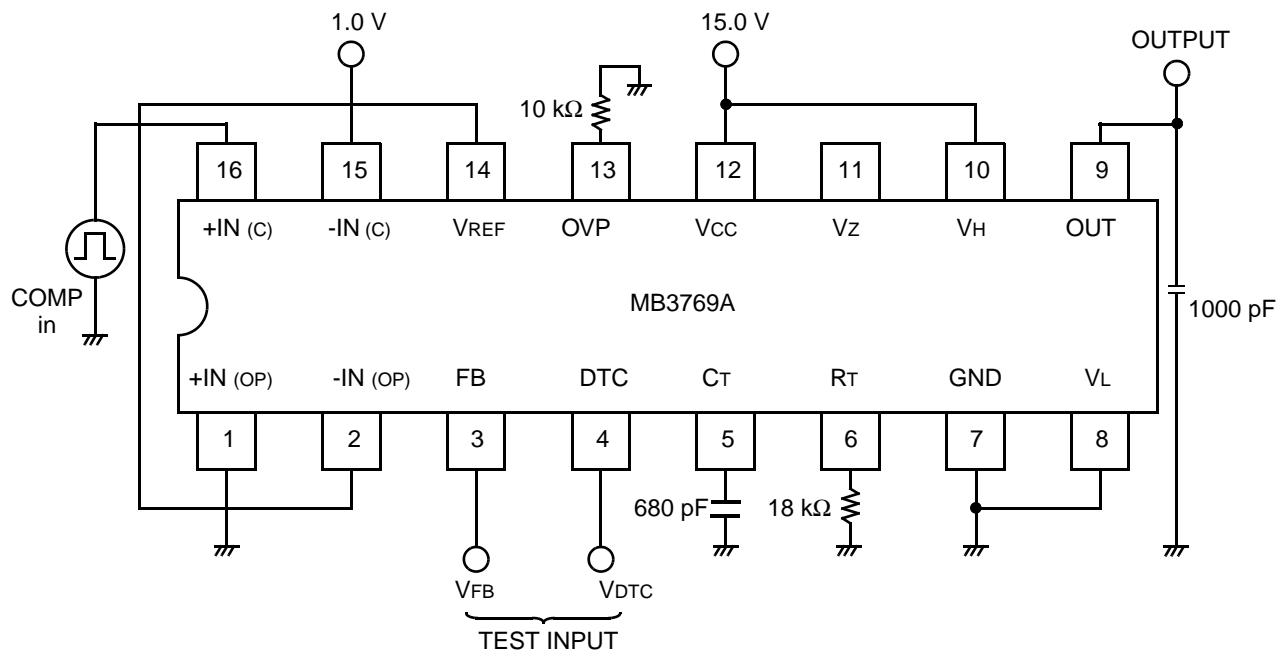 1.0 V 15.0 V OUTPUT
10 kΩ
16 15 14 13 12 11 10 9
+IN (C) -IN (C) VREF OVP VCC VZ VH OUT
COMP
in
MB3769A
1000 pF
+IN (OP) -IN (OP) FB DTC CT RT GND VL
1 2 3 4 5 6 7 8
680 pF 18 kΩ
VFB VDTC
TEST INPUT